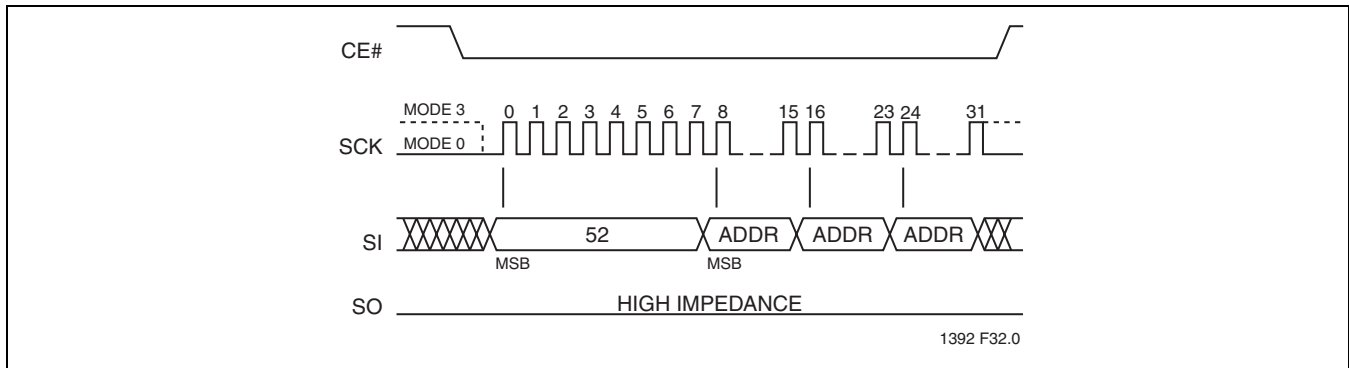 CE#
MODE 3
0 1 2 3 4 5 6 7 8 15 16 23 24 31
SCK
MODE 0
SI
52 ADDR ADDR ADDR
MSB MSB
SO
HIGH IMPEDANCE
1392 F32.0